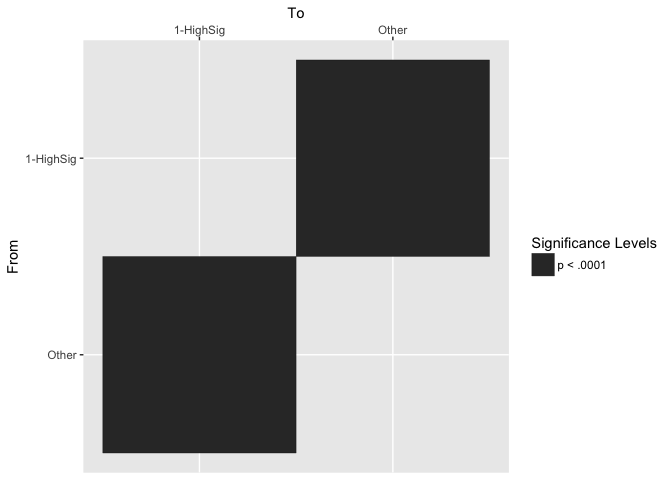 To
1-HighSig Other
1-HighSig
From
Other
Significance Levels
p < .0001